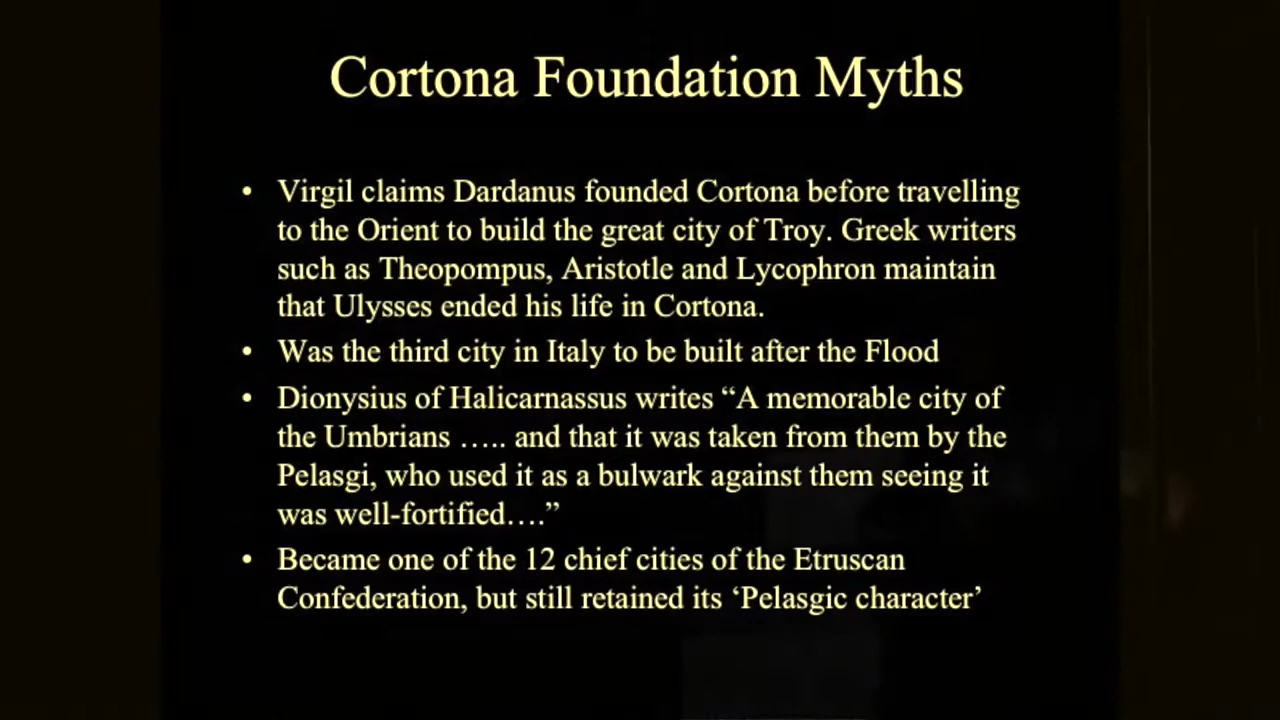 Cortona Foundation Myths
• Virgil claims Dardanus founded Cortona before travelling
to the Orient to build the great city of Troy. Greek writers
such as Theopompus, Aristotle and Lycophron maintain
that Ulysses ended his life in Cortona.
• Was the third city in Italy to be built after the Flood
• Dionysius of Halicarnassus writes “A memorable city of
the Umbrians ….. and that it was taken from them by the
Pelasgi, who used it as a bulwark against them seeing it
was well-fortified….”
• Became one of the 12 chief cities of the Etruscan
Confederation, but still retained its ‘Pelasgic character’